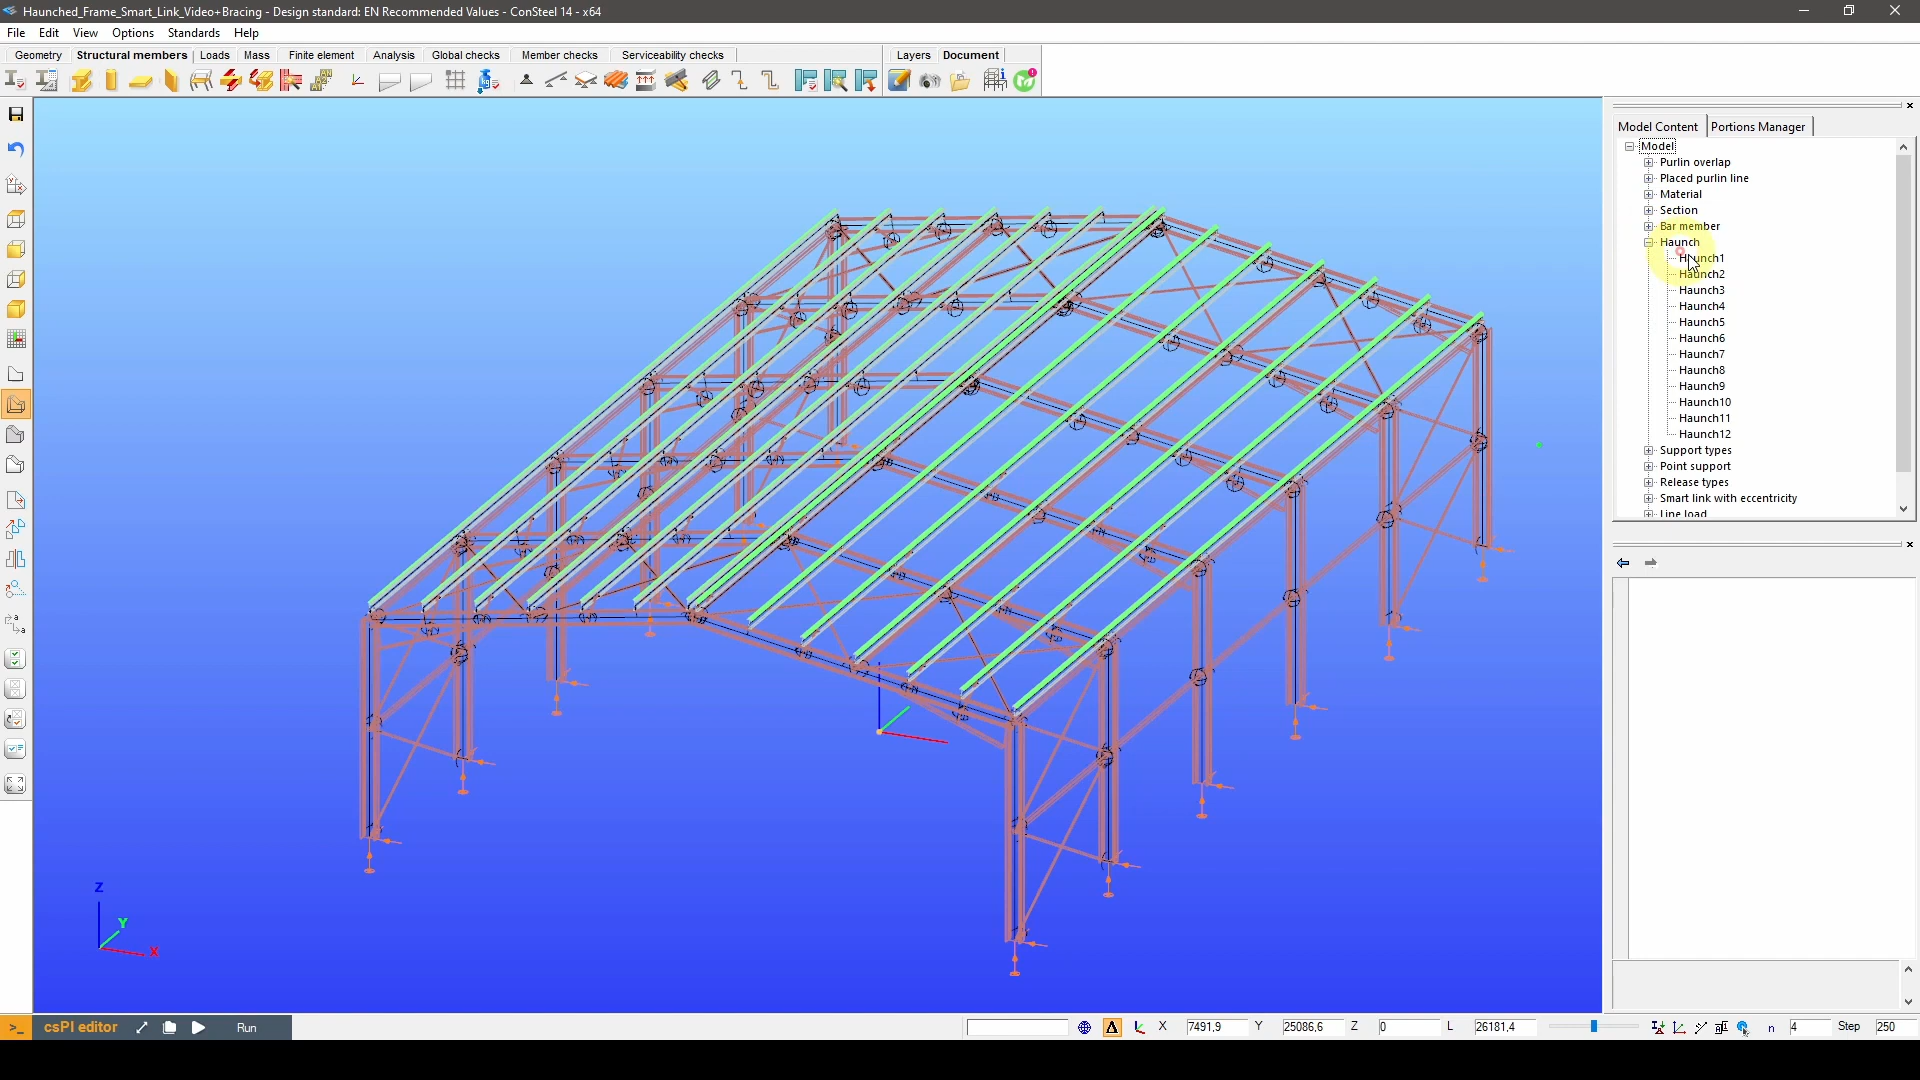 Haunched_Frame_Smart_Link_Video+Bracing - Design standard: EN Recommended Values - ConSteel 14 - x64
File Edit View Options Standards Help
Geometry Structural members Loads Mass Finite element Analysis Global checks Member checks Serviceability checks Layers Document
Model Content Portions Manager
Model
Purlin overlap
Placed purlin line
Material
Section
Bar member
Haunch
Haunch1
Haunch2
Haunch3
Haunch4
Haunch5
Haunch6
Haunch7
Haunch8
Haunch9
Haunch10
Haunch11
Haunch12
Support types
Point support
Release types
Smart link with eccentricity
Line load
Z
Y
X
>_ csPI editor Run
X 7491,9 Y 25086,6 Z 0 L 26181,4 n 4 Step 250